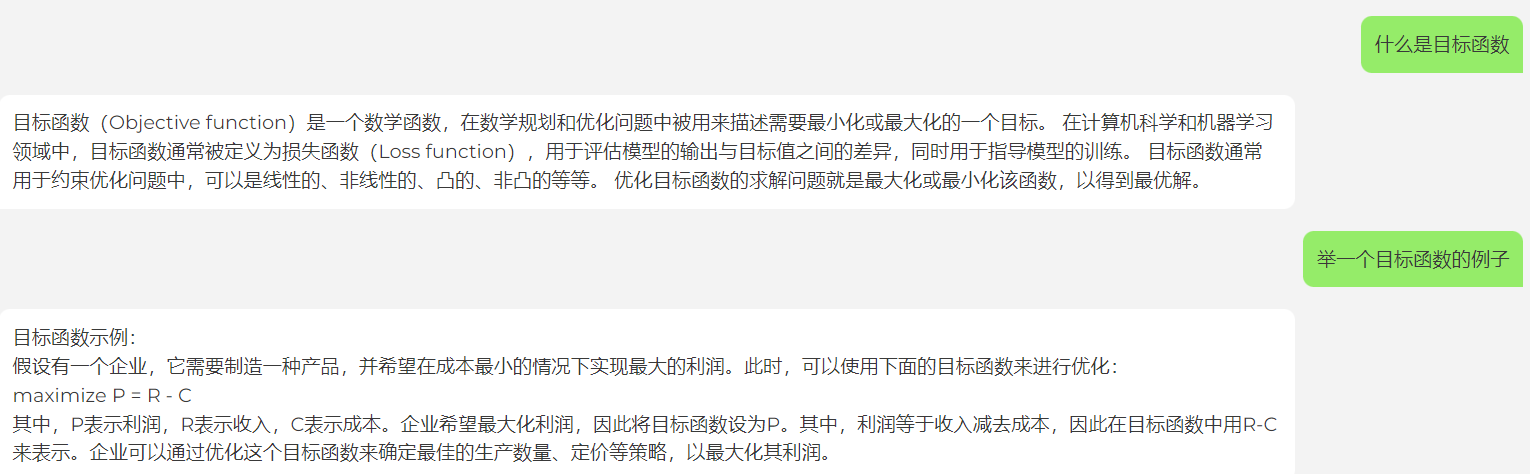 什么是目标函数
目标函数（Objective function）是一个数学函数，在数学规划和优化问题中被用来描述需要最小化或最大化的一个目标。 在计算机科学和机器学习
领域中，目标函数通常被定义为损失函数（Loss function），用于评估模型的输出与目标值之间的差异，同时用于指导模型的训练。 目标函数通常
用于约束优化问题中，可以是线性的、非线性的、凸的、非凸的等等。 优化目标函数的求解问题就是最大化或最小化该函数，以得到最优解。
举一个目标函数的例子
目标函数示例：
假设有一个企业，它需要制造一种产品，并希望在成本最小的情况下实现最大的利润。此时，可以使用下面的目标函数来进行优化：
maximize P = R - C
其中，P表示利润，R表示收入，C表示成本。企业希望最大化利润，因此将目标函数设为P。其中，利润等于收入减去成本，因此在目标函数中用R-C
来表示。企业可以通过优化这个目标函数来确定最佳的生产数量、定价等策略，以最大化其利润。